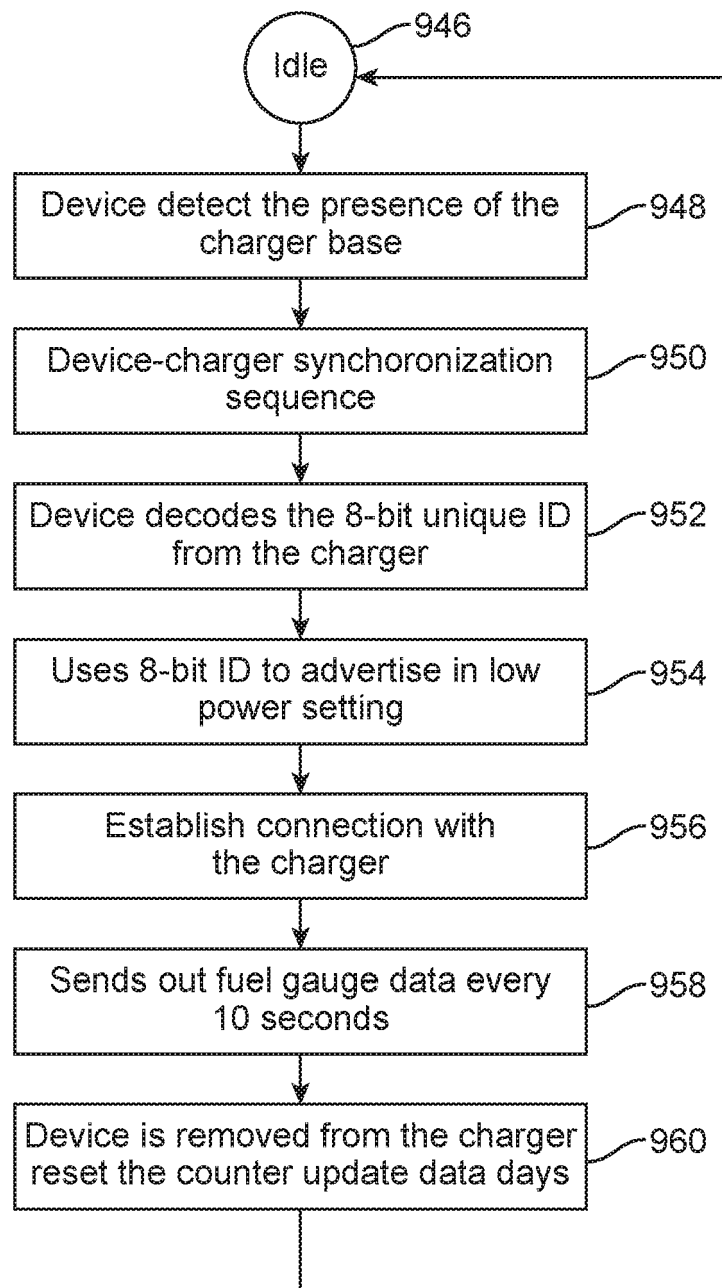 946
Idle
Device detect the presence of the
charger base
948
Device-charger synchoronization
sequence
950
Device decodes the 8-bit unique ID
from the charger
952
Uses 8-bit ID to advertise in low
power setting
954
Establish connection with
the charger
956
Sends out fuel gauge data every
10 seconds
958
Device is removed from the charger
reset the counter update data days
960